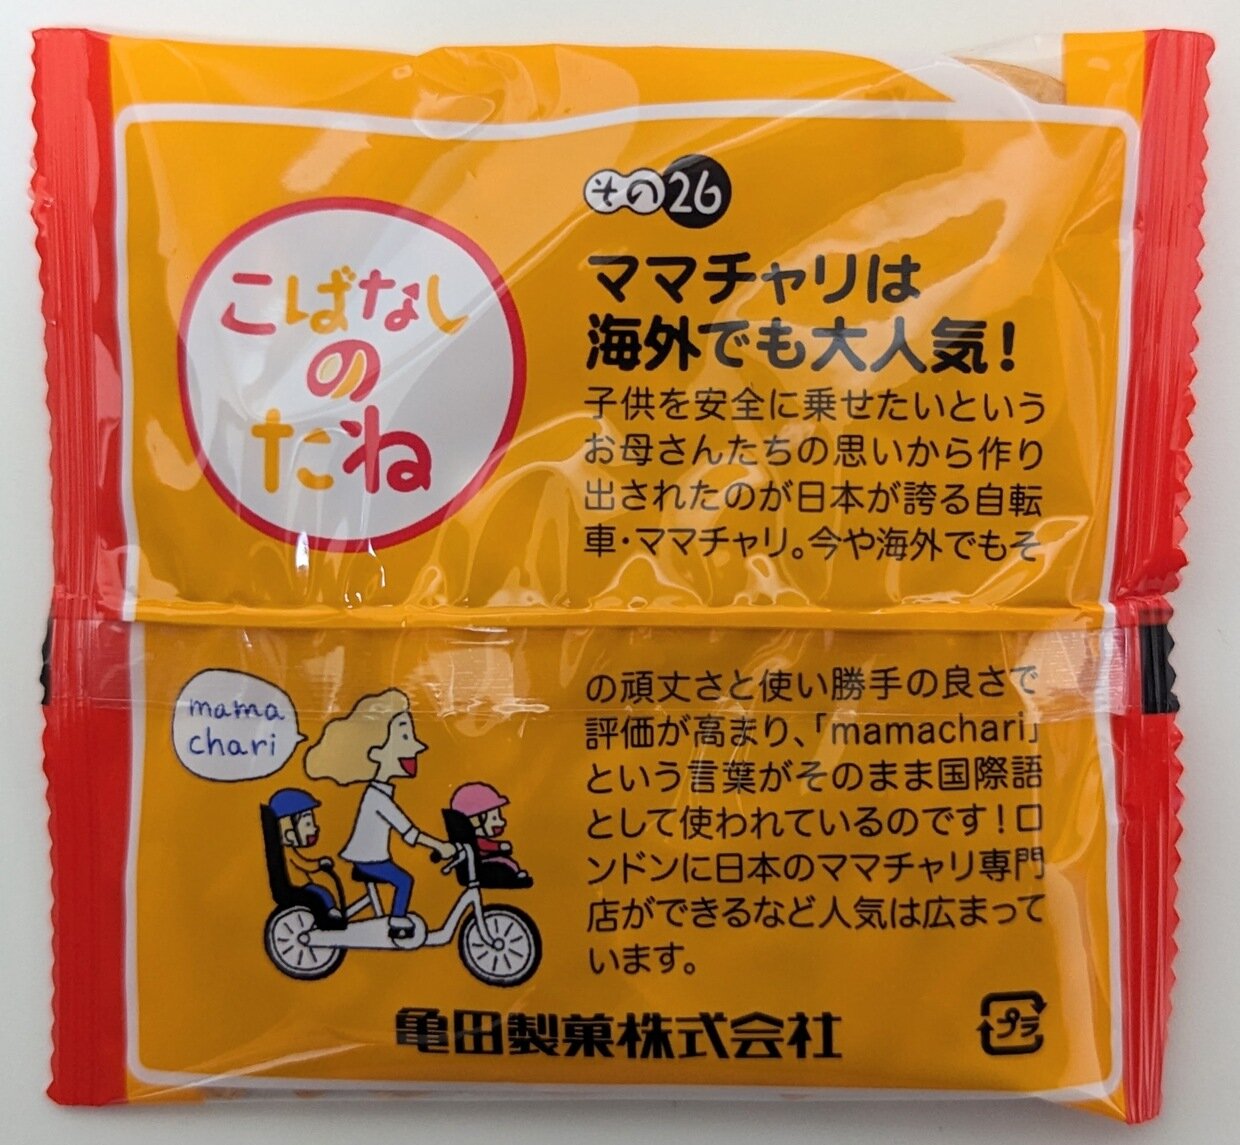 こばなし
の
たね
その26
ママチャリは
海外でも大人気！
子供を安全に乗せたいという
お母さんたちの思いから作り
出されたのが日本が誇る自転
車・ママチャリ。今や海外でもそ
の頑丈さと使い勝手の良さで
評価が高まり、「mamachari」
という言葉がそのまま国際語
として使われているのです！ロ
ンドンに日本のママチャリ専門
店ができるなど人気は広まって
います。
mama
chari
亀田製菓株式会社
プラ